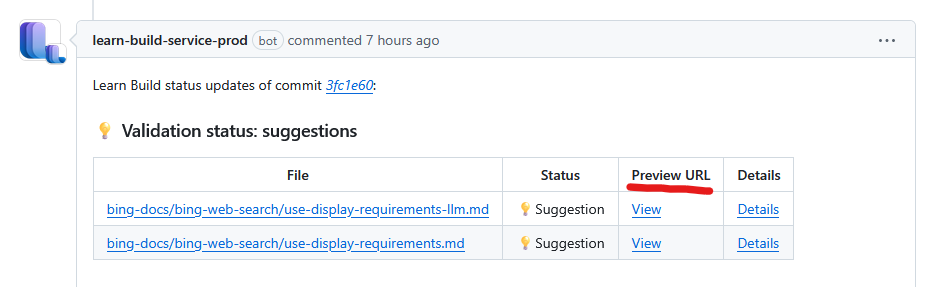 learn-build-service-prod bot commented 7 hours ago
Learn Build status updates of commit 3fc1e60:
Validation status: suggestions
File Status Preview URL Details
bing-docs/bing-web-search/use-display-requirements-llm.md Suggestion View Details
bing-docs/bing-web-search/use-display-requirements.md Suggestion View Details